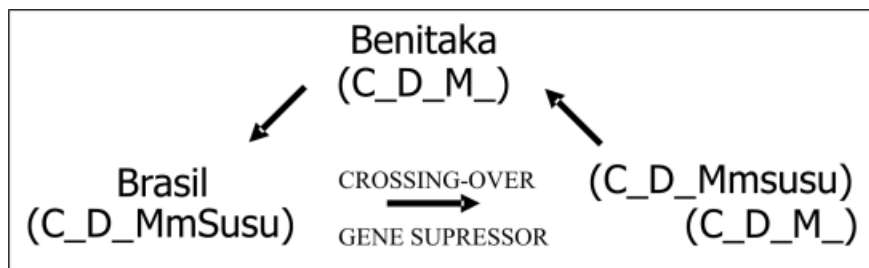 Benitaka
(C_D_M_)
Brasil
(C_D_MmSusu)
CROSSING-OVER
GENE SUPRESSOR
(C_D_Mmsusu)
(C_D_M_)